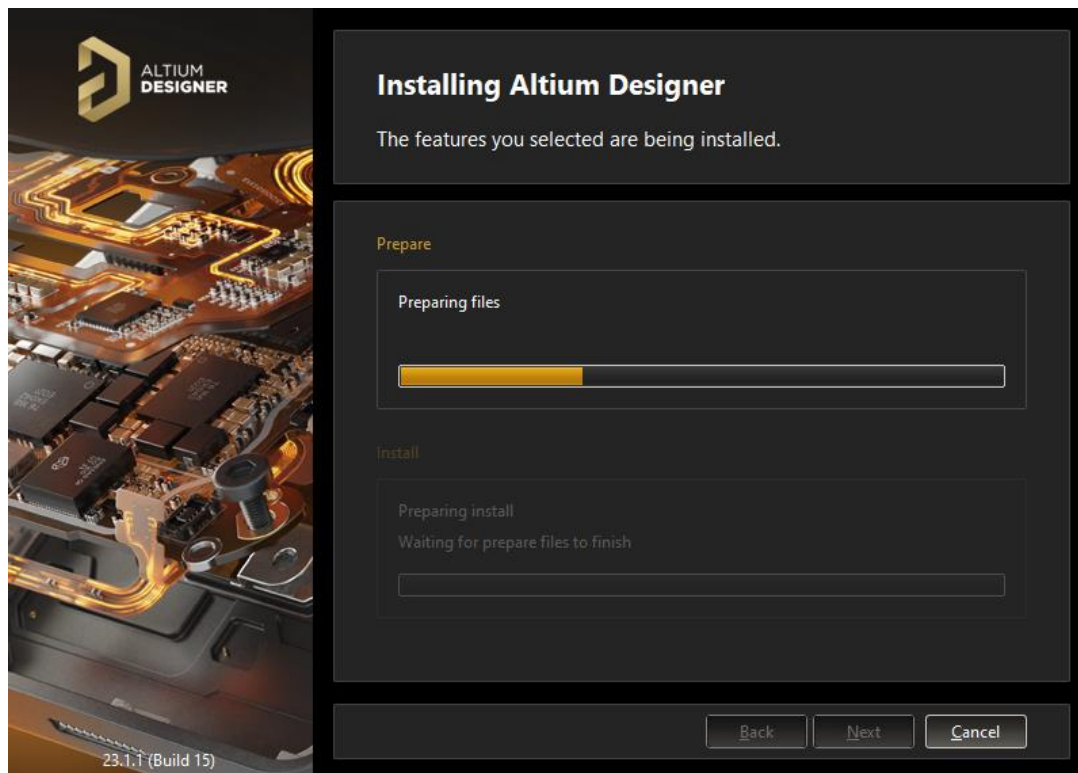 ALTIUM
DESIGNER
Installing Altium Designer
The features you selected are being installed.
Prepare
Preparing files
Install
Preparing install
Waiting for prepare files to finish
Back
Next
Cancel
23.1.1 (Build 15)